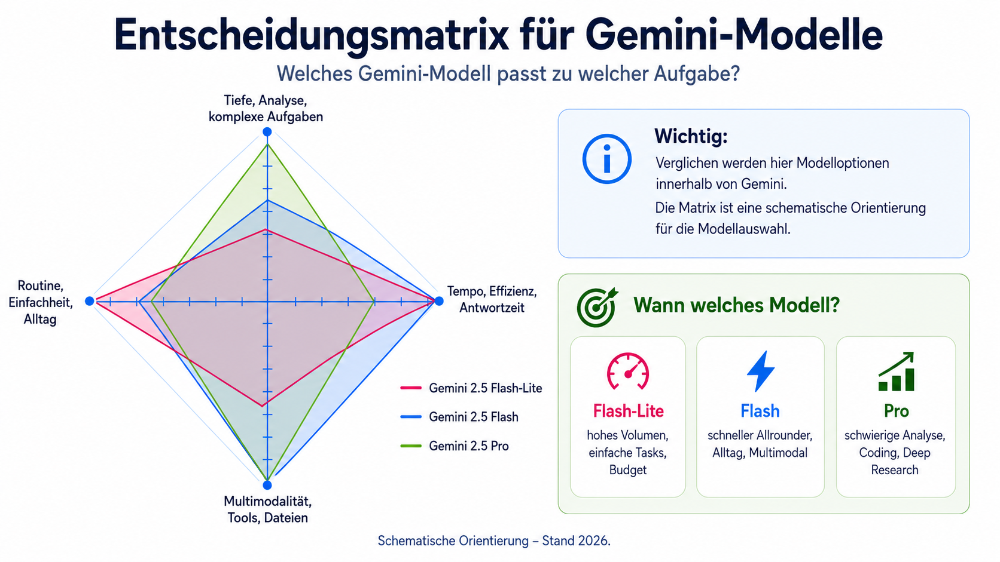 Entscheidungsmatrix für Gemini-Modelle
Welches Gemini-Modell passt zu welcher Aufgabe?
Tiefe, Analyse,
komplexe Aufgaben
Routine,
Einfachheit,
Alltag
Tempo, Effizienz,
Antwortzeit
Multimodalität,
Tools, Dateien
Gemini 2.5 Flash-Lite
Gemini 2.5 Flash
Gemini 2.5 Pro
Wichtig:
Verglichen werden hier Modelloptionen
innerhalb von Gemini.
Die Matrix ist eine schematische Orientierung
für die Modellauswahl.
Wann welches Modell?
Flash-Lite
hohes Volumen,
einfache Tasks,
Budget
Flash
schneller Allrounder,
Alltag, Multimodal
Pro
schwierige Analyse,
Coding, Deep
Research
Schematische Orientierung – Stand 2026.